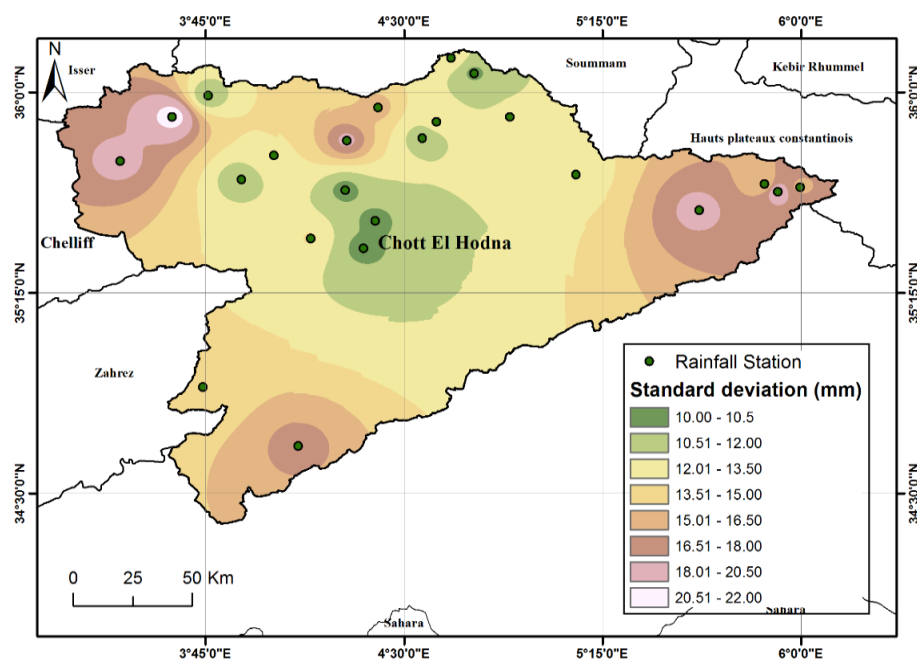 3°45'0"E 4°30'0"E 5°15'0"E 6°0'0"E
N
Isser
Soummam
Kebir Rhummel
36°0'0"N
36°0'0"N
Hauts plateaux constantinois
Chelliff
Chott El Hodna
35°15'0"N
35°15'0"N
Zahrez
34°30'0"N
34°30'0"N
Rainfall Station
Standard deviation (mm)
10.00 - 10.5
10.51 - 12.00
12.01 - 13.50
13.51 - 15.00
15.01 - 16.50
16.51 - 18.00
18.01 - 20.50
20.51 - 22.00
0 25 50 Km
Sahara
Sahara
3°45'0"E 4°30'0"E 5°15'0"E 6°0'0"E